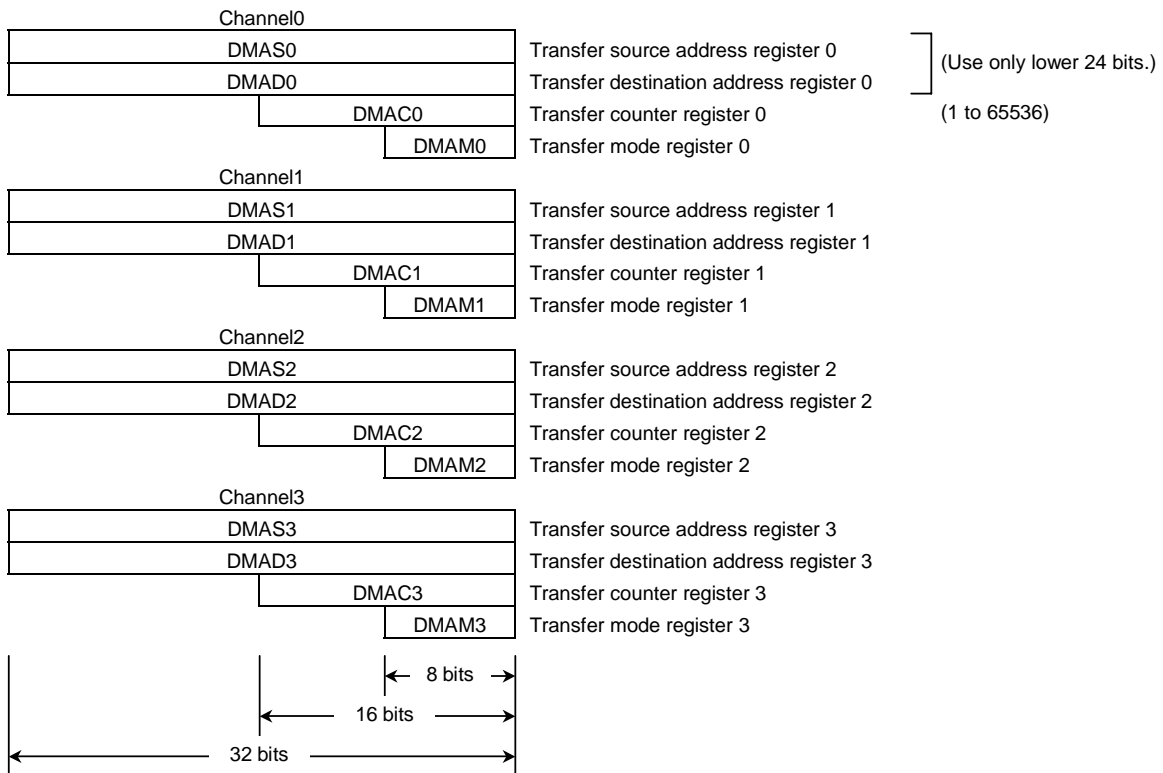 Channel0
DMAS0 Transfer source address register 0 (Use only lower 24 bits.)
DMAD0 Transfer destination address register 0
DMAC0 Transfer counter register 0 (1 to 65536)
DMAM0 Transfer mode register 0
Channel1
DMAS1 Transfer source address register 1
DMAD1 Transfer destination address register 1
DMAC1 Transfer counter register 1
DMAM1 Transfer mode register 1
Channel2
DMAS2 Transfer source address register 2
DMAD2 Transfer destination address register 2
DMAC2 Transfer counter register 2
DMAM2 Transfer mode register 2
Channel3
DMAS3 Transfer source address register 3
DMAD3 Transfer destination address register 3
DMAC3 Transfer counter register 3
DMAM3 Transfer mode register 3
8 bits
16 bits
32 bits